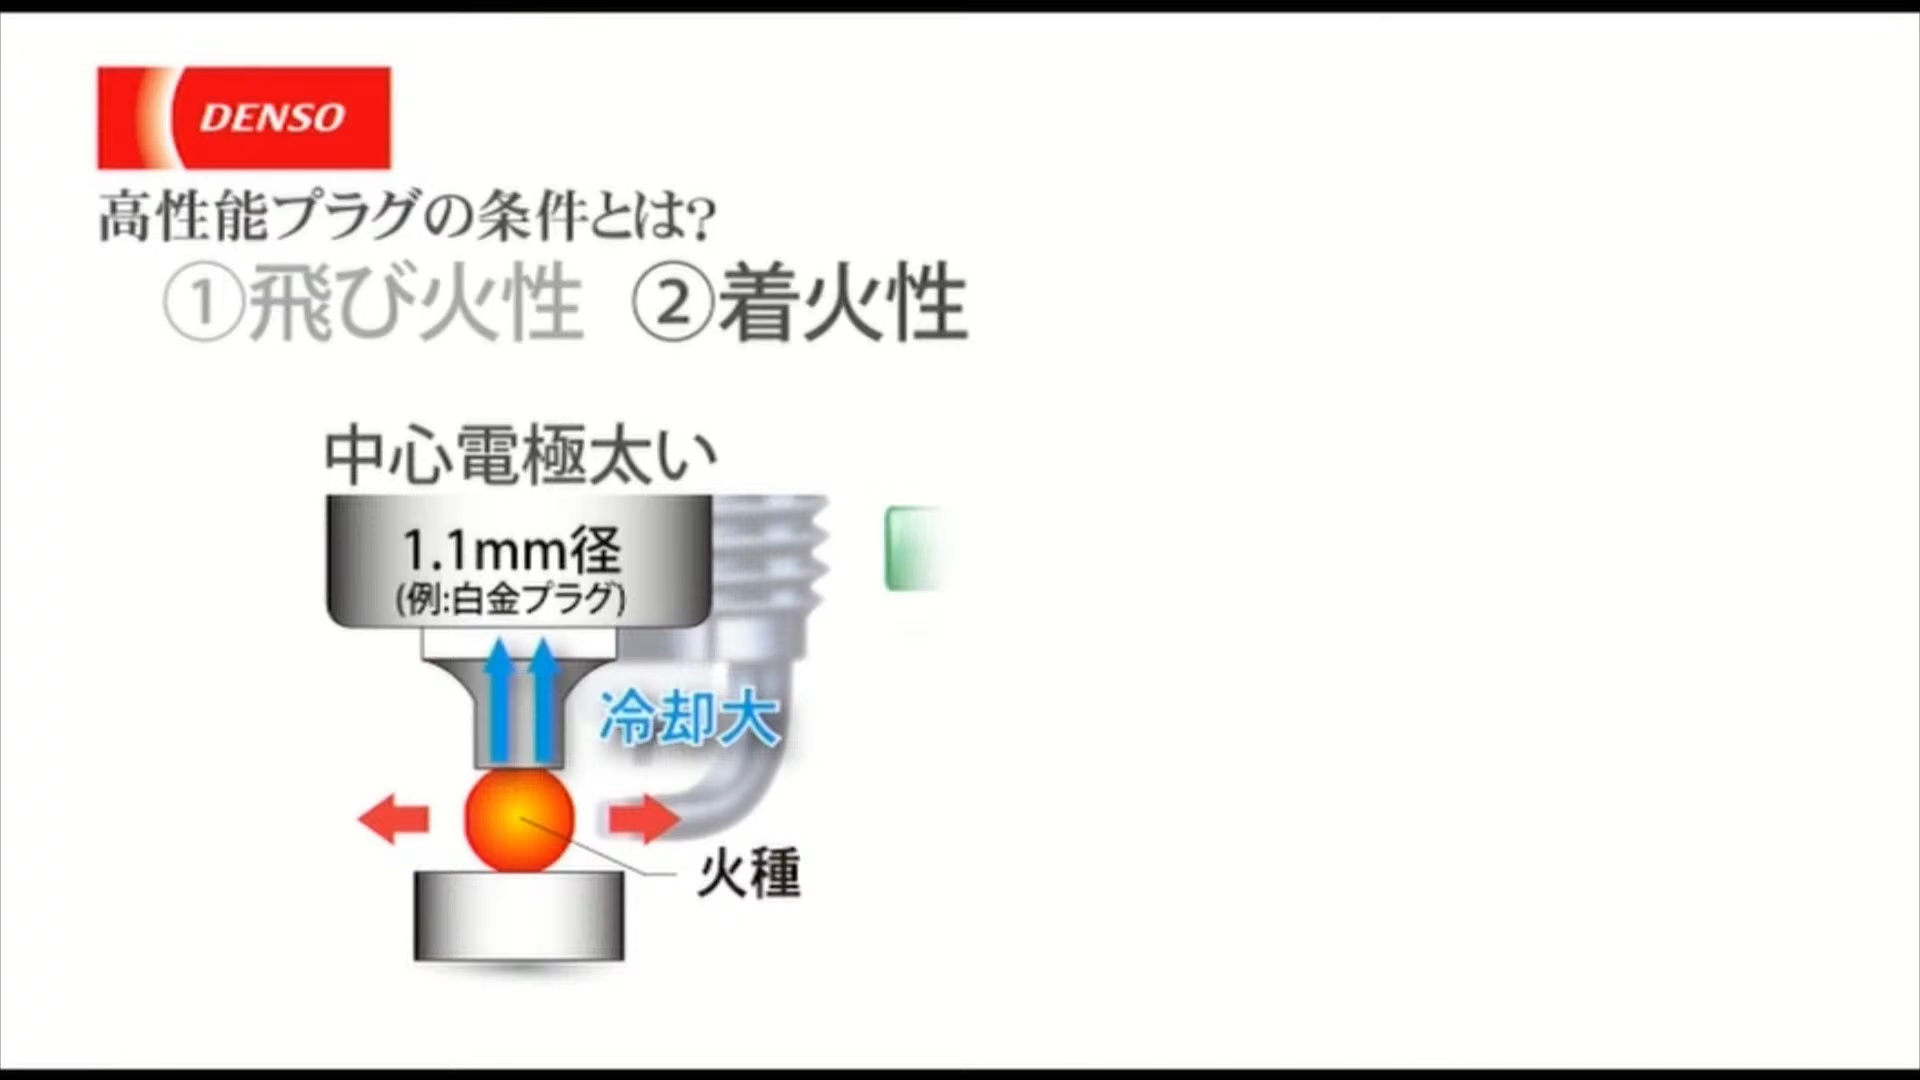 DENSO
高性能プラグの条件とは?
①飛び火性 ②着火性
中心電極太い
1.1mm径
(例:白金プラグ)
冷却大
火種